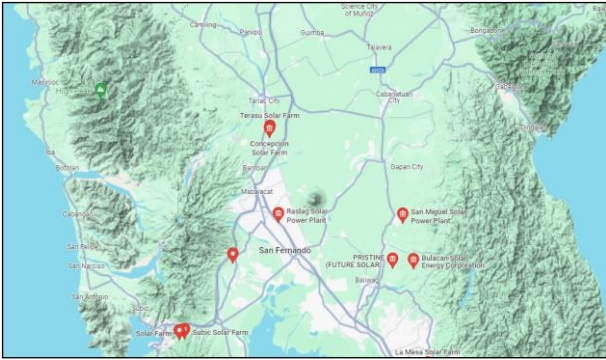 Science City
of Muñoz
Bongabon
Camiling
Paniqui
Guimba
Talavera
Masinloc
Tarlac City
Cabanatuan
City
Gabaldon
Terasu Solar Farm
Concepcion
Solar Farm
Dingalan
Iba
Botolan
Bamban
Gapan City
Mabalacat
Cabangan
Raslag Solar
Power Plant
San Miguel Solar
Power Plant
San Felipe
San Narciso
San Fernando
PRISTINE
(FUTURE SOLAR)
Bulacan Solar
Energy Corporation
Baliwag
San Antonio
Subic
Solar Farm
Subic Solar Farm
La Mesa Solar Farm